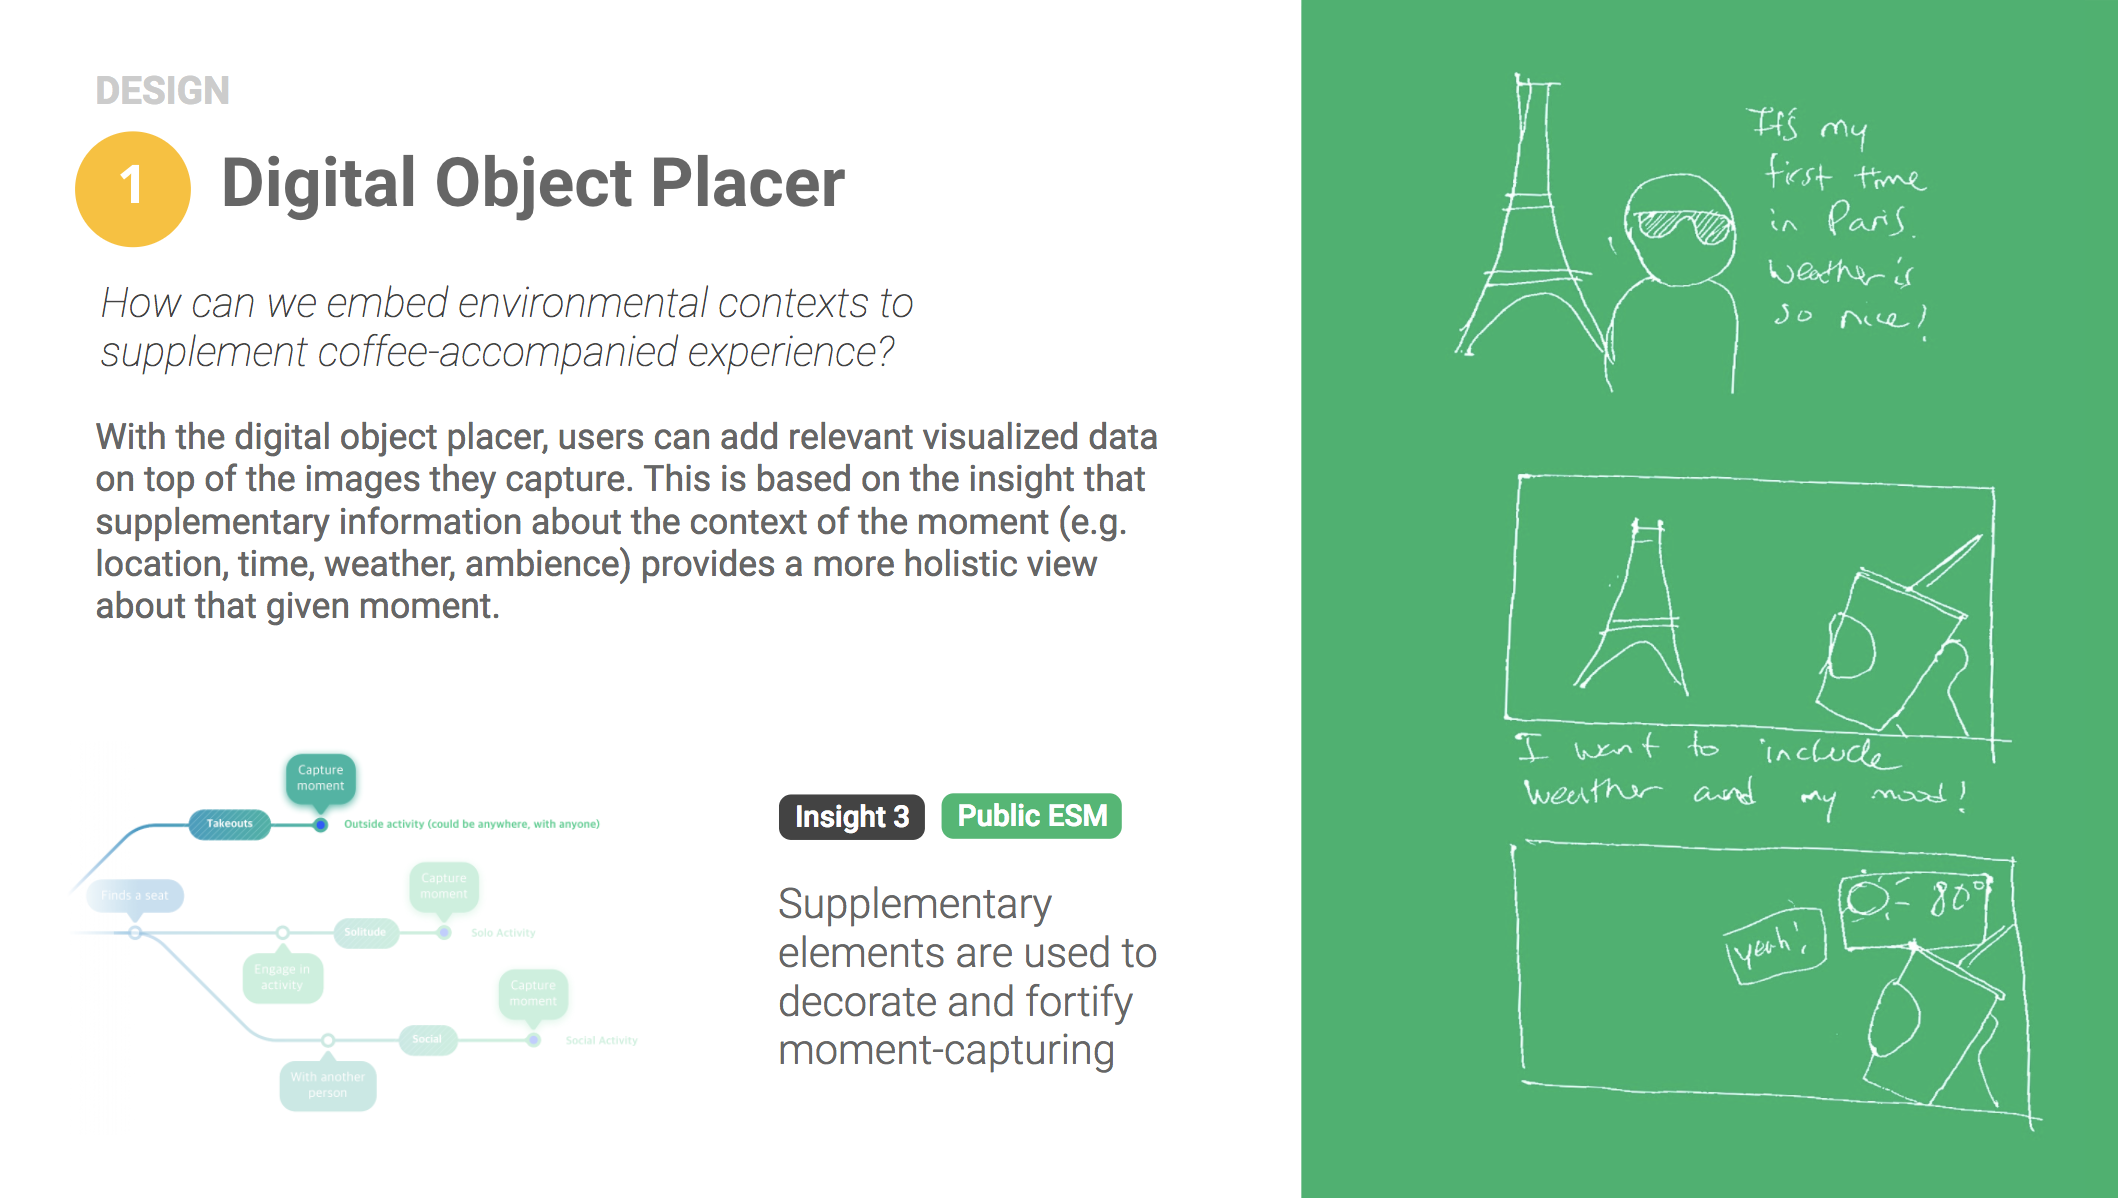 DESIGN
1
Digital Object Placer
How can we embed environmental contexts to
supplement coffee-accompanied experience?
With the digital object placer, users can add relevant visualized data
on top of the images they capture. This is based on the insight that
supplementary information about the context of the moment (e.g.
location, time, weather, ambience) provides a more holistic view
about that given moment.
Capture
moment
Takeouts
Outside activity (could be anywhere, with anyone)
Finds a seat
Capture
moment
Solitude
Solo Activity
Engage in
activity
Capture
moment
Social
Social Activity
With another
person
Insight 3
Public ESM
Supplementary
elements are used to
decorate and fortify
moment-capturing
It's my
first time
in Paris.
Weather is
so nice!
I want to include
weather and my mood!
80°
yeah!